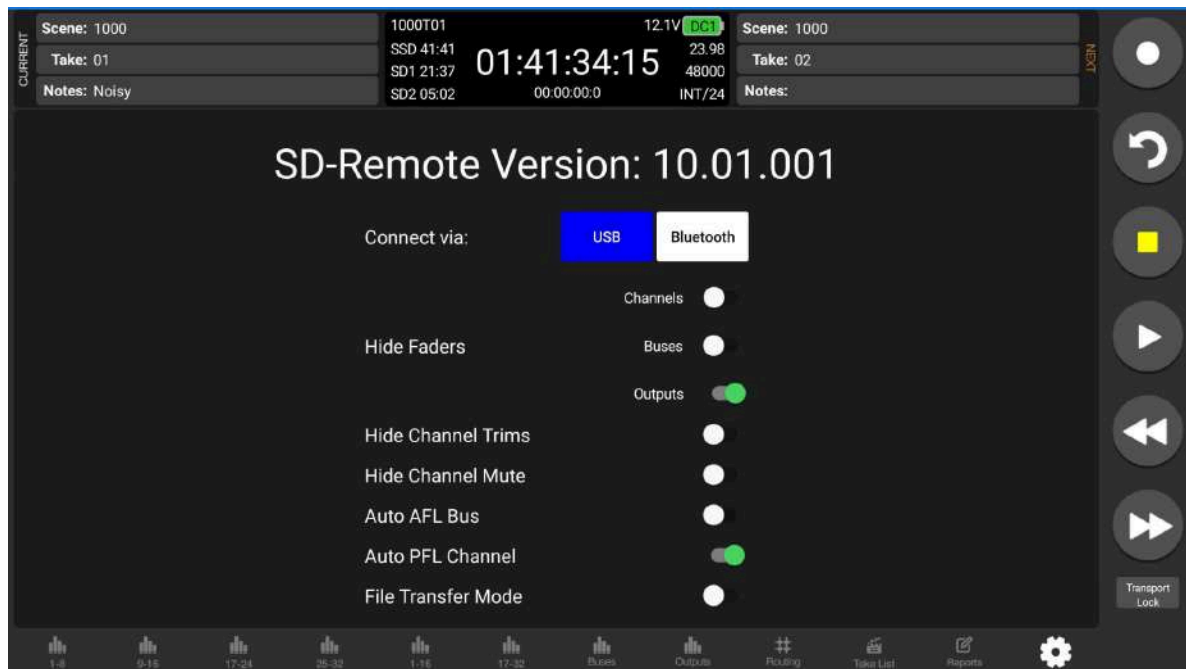 CURRENT
Scene: 1000
Take: 01
Notes: Noisy
1000T01
12.1V DC1
SSD 41:41
SD1 21:37
SD2 05:02
01:41:34:15
00:00:00:0
23.98
48000
INT/24
Scene: 1000
Take: 02
Notes:
NEXT
SD-Remote Version: 10.01.001
Connect via: USB Bluetooth
Channels
Hide Faders Buses
Outputs
Hide Channel Trims
Hide Channel Mute
Auto AFL Bus
Auto PFL Channel
File Transfer Mode
Transport
Lock
1-8 9-16 17-24 25-32 1-16 17-32 Buses Outputs Routing Take List Reports